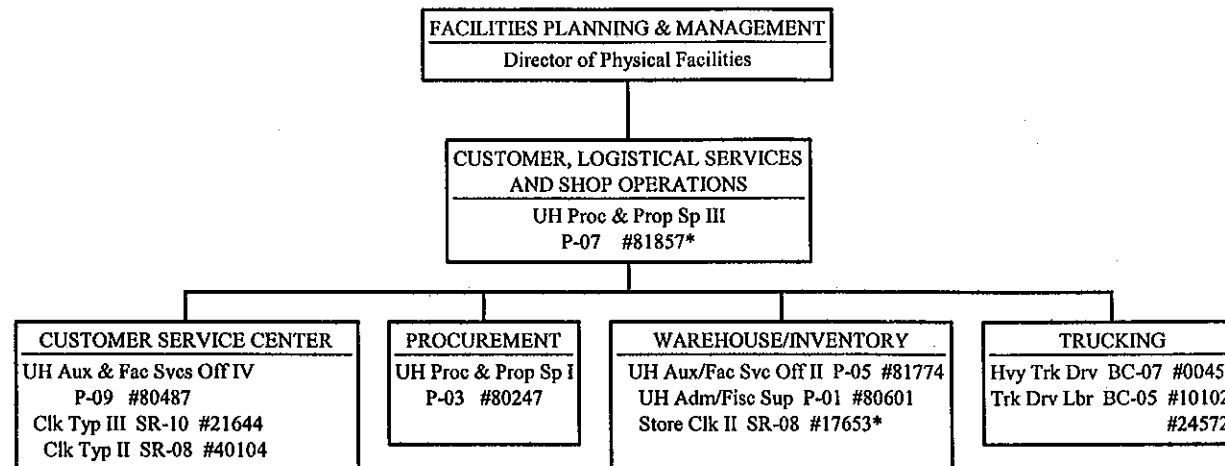 FACILITIES PLANNING & MANAGEMENT
Director of Physical Facilities
CUSTOMER, LOGISTICAL SERVICES
AND SHOP OPERATIONS
UH Proc & Prop Sp III
P-07 #81857*
CUSTOMER SERVICE CENTER
UH Aux & Fac Svcs Off IV
P-09 #80487
Clk Typ III SR-10 #21644
Clk Typ II SR-08 #40104
PROCUREMENT
UH Proc & Prop Sp I
P-03 #80247
WAREHOUSE/INVENTORY
UH Aux/Fac Svc Off II P-05 #81774
UH Adm/Fisc Sup P-01 #80601
Store Clk II SR-08 #17653*
TRUCKING
Hvy Trk Drv BC-07 #0045
Trk Drv Lbr BC-05 #10102
#24572